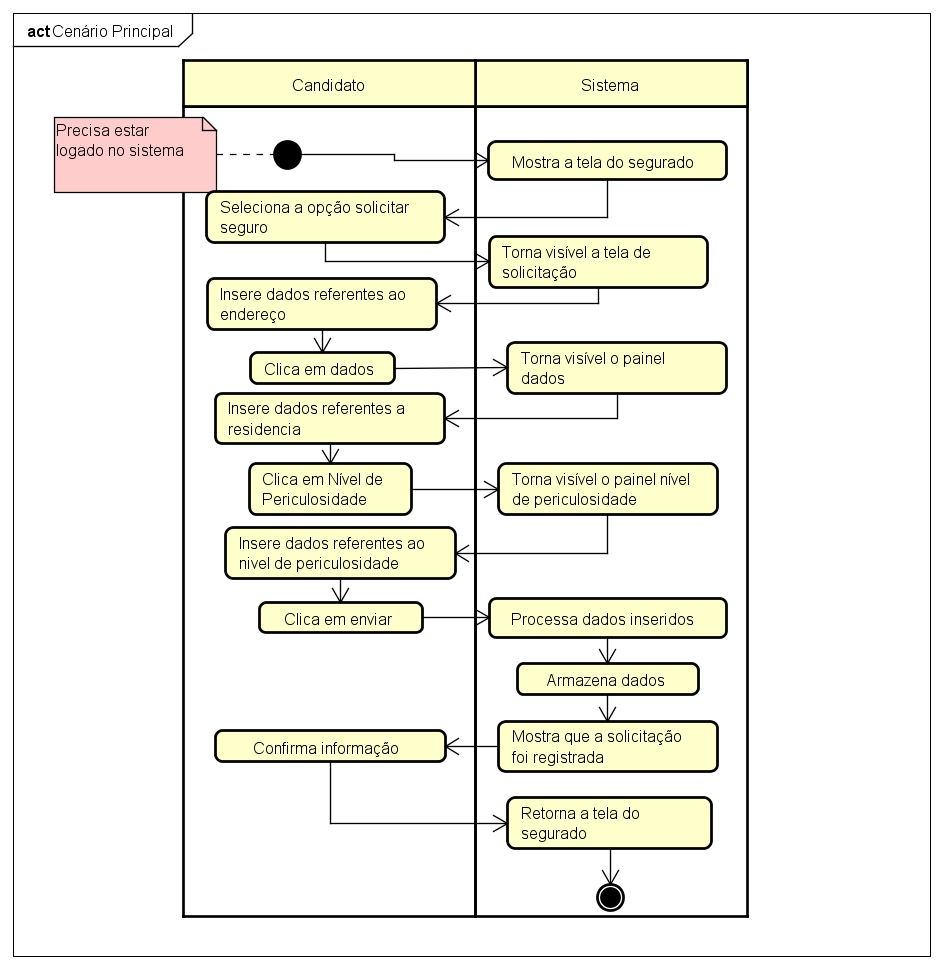 act Cenário Principal
Candidato
Sistema
Precisa estar
logado no sistema
Mostra a tela do segurado
Seleciona a opção solicitar
seguro
Torna visível a tela de
solicitação
Insere dados referentes ao
endereço
Clica em dados
Torna visível o painel
dados
Insere dados referentes a
residencia
Clica em Nível de
Periculosidade
Torna visível o painel nível
de periculosidade
Insere dados referentes ao
nivel de periculosidade
Clica em enviar
Processa dados inseridos
Armazena dados
Mostra que a solicitação
foi registrada
Confirma informação
Retorna a tela do
segurado